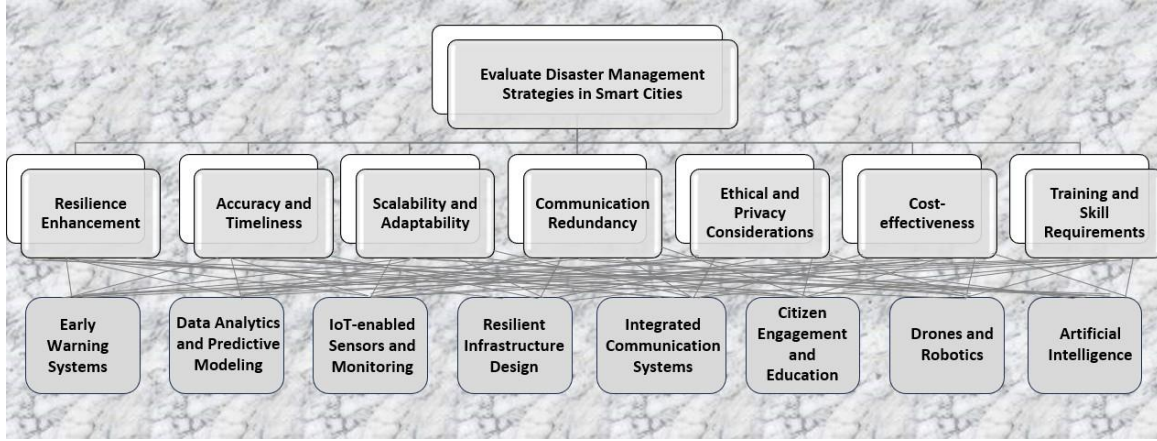 Evaluate Disaster Management
Strategies in Smart Cities
Resilience
Enhancement
Accuracy and
Timeliness
Scalability and
Adaptability
Communication
Redundancy
Ethical and
Privacy
Considerations
Cost-
effectiveness
Training and
Skill
Requirements
Early
Warning
Systems
Data Analytics
and Predictive
Modeling
IoT-enabled
Sensors and
Monitoring
Resilient
Infrastructure
Design
Integrated
Communication
Systems
Citizen
Engagement
and
Education
Drones and
Robotics
Artificial
Intelligence